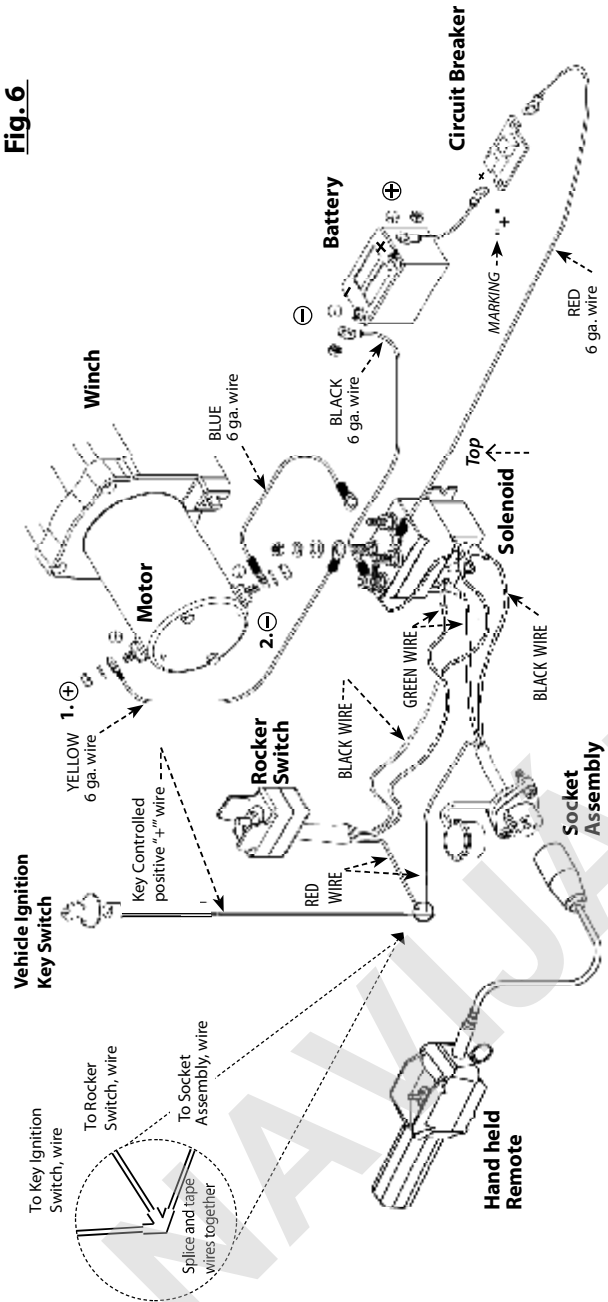 Fig. 6
Winch
Motor
1. ⊕
2. ⊖
YELLOW
6 ga. wire
BLUE
6 ga. wire
BLACK
6 ga. wire
Battery
⊖
⊕
Circuit Breaker
MARKING
"+"
RED
6 ga. wire
Top
Solenoid
Vehicle Ignition
Key Switch
Key Controlled
positive "+" wire
Rocker
Switch
BLACK WIRE
GREEN WIRE
BLACK WIRE
RED
WIRE
Socket
Assembly
Hand held
Remote
To Key Ignition
Switch, wire
To Rocker
Switch, wire
To Socket
Assembly, wire
Splice and tape
wires together
NAVIJA